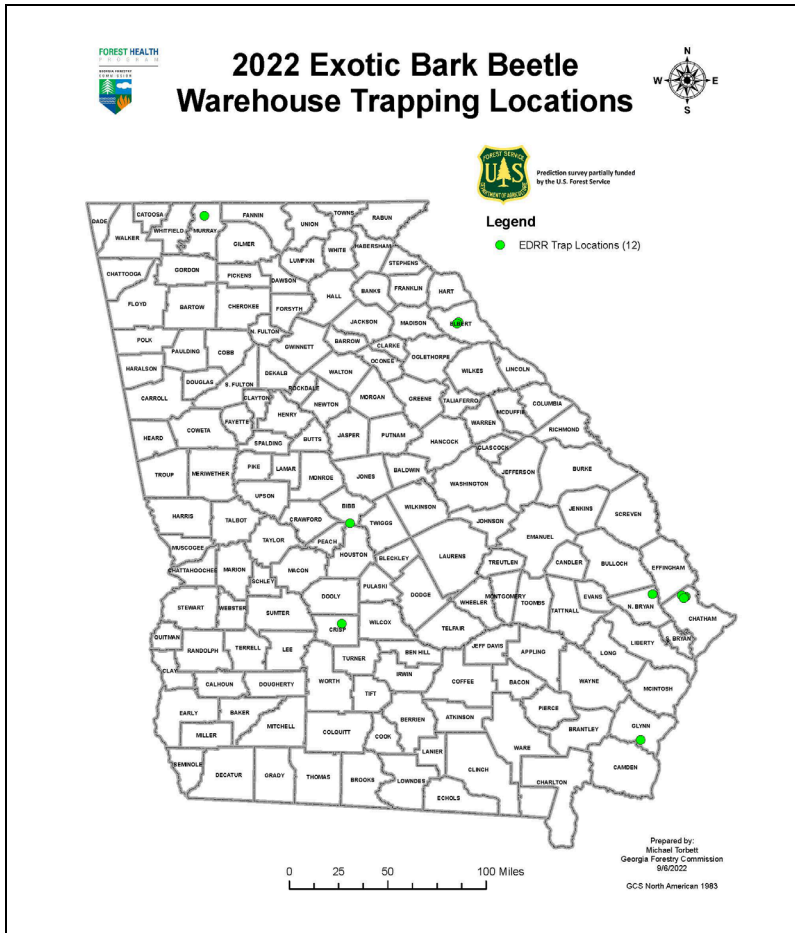 FOREST HEALTH
PROGRAM
GEORGIA FORESTRY
COMMISSION
2022 Exotic Bark Beetle
Warehouse Trapping Locations
N
W
E
S
FOREST SERVICE
U S
DEPARTMENT OF AGRICULTURE
Prediction survey partially funded
by the U.S. Forest Service
Legend
EDRR Trap Locations (12)
DADE
CATOOSA
WALKER
WHITFIELD
MURRAY
FANNIN
GILMER
UNION
TOWNS
RABUN
LUMPKIN
WHITE
HABERSHAM
STEPHENS
CHATTOOGA
GORDON
PICKENS
DAWSON
HALL
BANKS
FRANKLIN
HART
FLOYD
BARTOW
CHEROKEE
FORSYTH
JACKSON
MADISON
ELBERT
POLK
PAULDING
COBB
N. FULTON
GWINNETT
BARROW
CLARKE
OCONEE
OGLETHORPE
WILKES
LINCOLN
HARALSON
DOUGLAS
S. FULTON
DEKALB
ROCKDALE
WALTON
MORGAN
GREENE
TALIAFERRO
MCDUFFIE
COLUMBIA
CARROLL
CLAYTON
HENRY
NEWTON
WARREN
RICHMOND
HEARD
COWETA
FAYETTE
SPALDING
BUTTS
JASPER
PUTNAM
HANCOCK
GLASCOCK
TROUP
MERIWETHER
PIKE
LAMAR
MONROE
JONES
BALDWIN
WASHINGTON
JEFFERSON
BURKE
UPSON
BIBB
WILKINSON
JENKINS
SCREVEN
HARRIS
TALBOT
CRAWFORD
TWIGGS
JOHNSON
EMANUEL
TAYLOR
PEACH
HOUSTON
MUSCOGEE
CHATTAHOOCHEE
MARION
SCHLEY
MACON
BLECKLEY
LAURENS
TREUTLEN
CANDLER
BULLOCH
EFFINGHAM
PULASKI
DODGE
WHEELER
MONTGOMERY
TOOMBS
TATTNALL
EVANS
N. BRYAN
CHATHAM
STEWART
WEBSTER
SUMTER
DOOLY
CRISP
WILCOX
TELFAIR
LIBERTY
S. BRYAN
QUITMAN
RANDOLPH
TERRELL
LEE
TURNER
BEN HILL
JEFF DAVIS
APPLING
LONG
CLAY
CALHOUN
DOUGHERTY
WORTH
TIFT
IRWIN
COFFEE
BACON
WAYNE
MCINTOSH
EARLY
BAKER
MITCHELL
COLQUITT
COOK
BERRIEN
ATKINSON
PIERCE
BRANTLEY
GLYNN
MILLER
LANIER
WARE
CAMDEN
SEMINOLE
DECATUR
GRADY
THOMAS
BROOKS
LOWNDES
ECHOLS
CLINCH
CHARLTON
0 25 50 100 Miles
Prepared by:
Michael Torbett
Georgia Forestry Commission
9/6/2022
GCS North American 1983